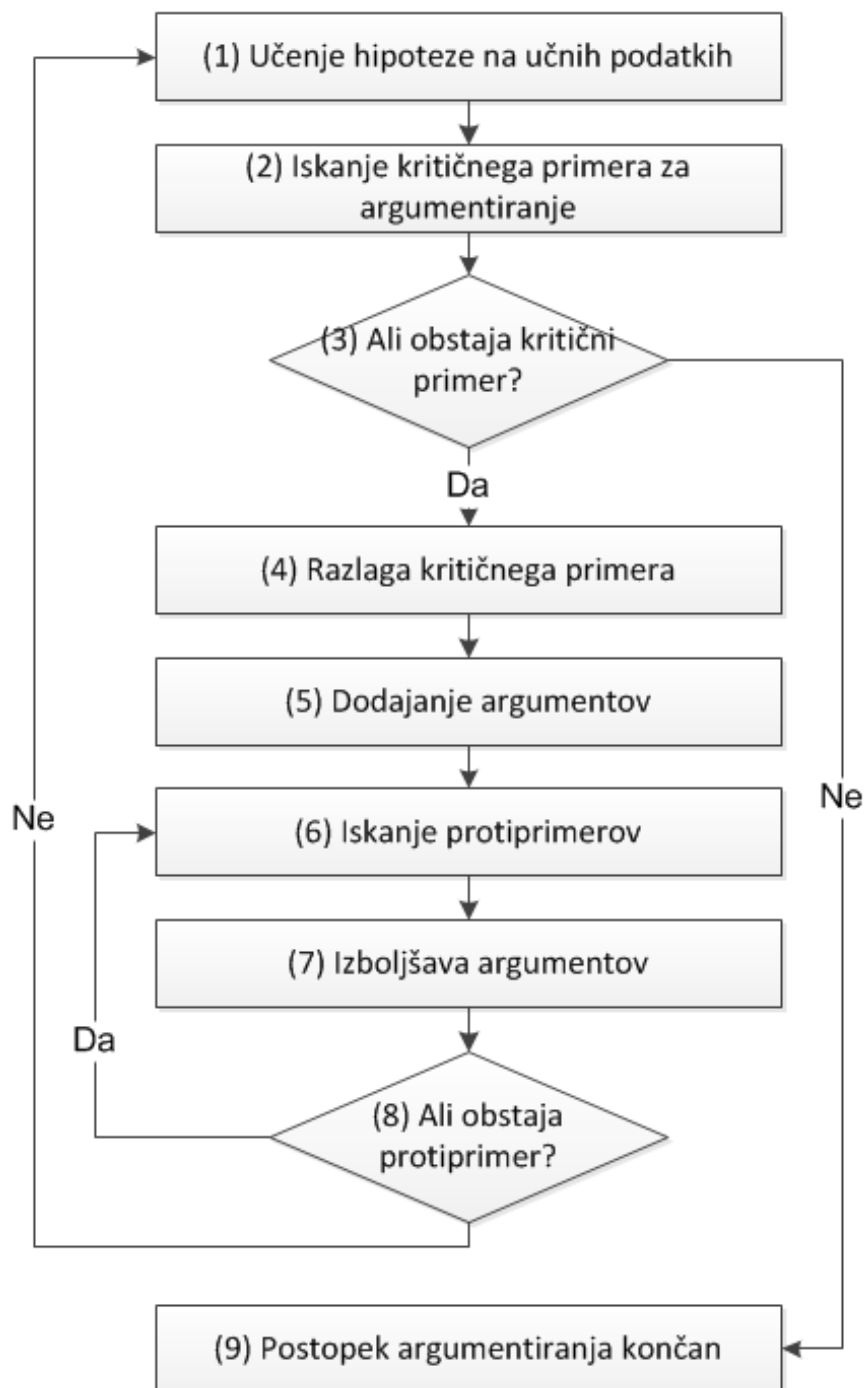 (1) Učenje hipoteze na učnih podatkih
(2) Iskanje kritičnega primera za
argumentiranje
(3) Ali obstaja kritični
primer?
Da
(4) Razlaga kritičnega primera
(5) Dodajanje argumentov
Ne
Ne
(6) Iskanje protiprimerov
(7) Izboljšava argumentov
Da
(8) Ali obstaja
protiprimer?
(9) Postopek argumentiranja končan